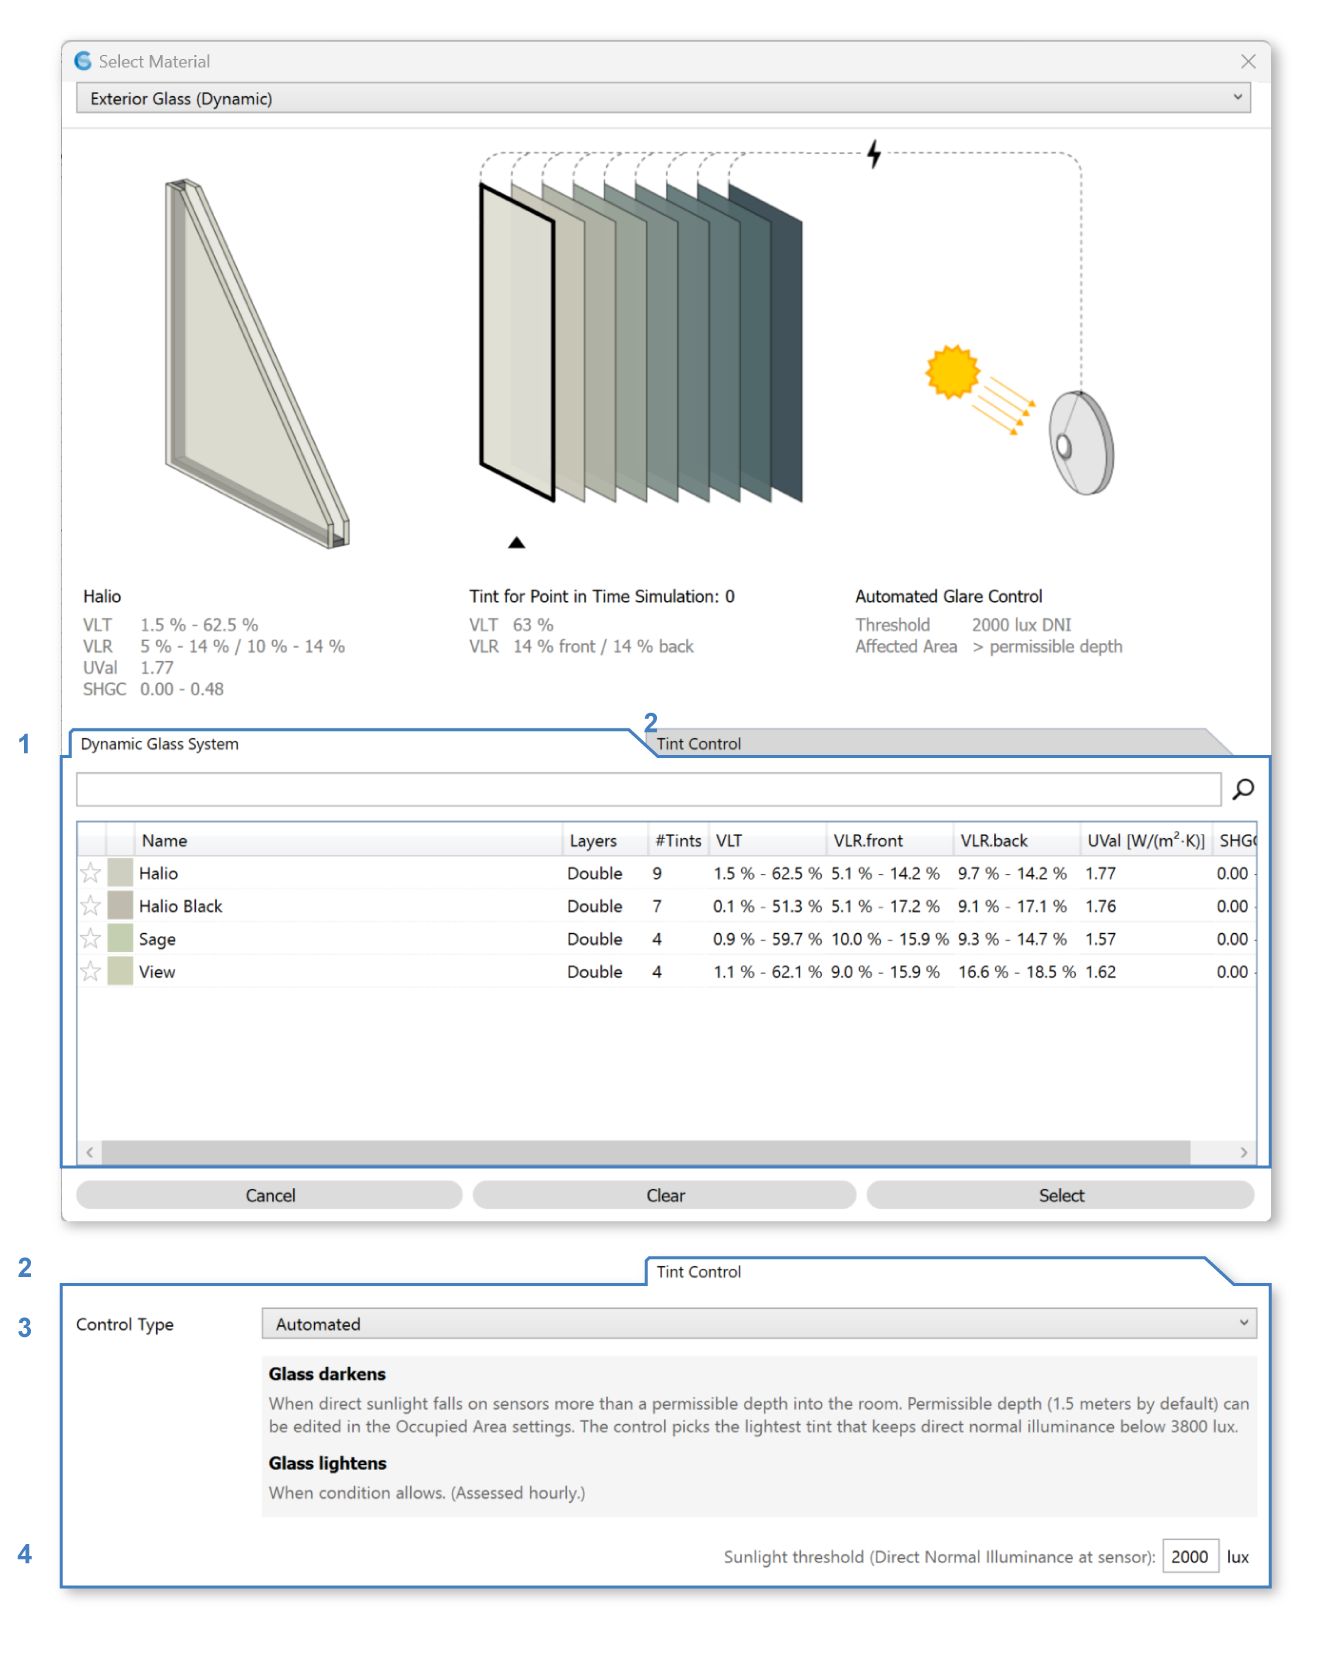 Select Material
Exterior Glass (Dynamic)
Halio
VLT 1.5 % - 62.5 %
VLR 5 % - 14 % / 10 % - 14 %
UVal 1.77
SHGC 0.00 - 0.48
Tint for Point in Time Simulation: 0
VLT 63 %
VLR 14 % front / 14 % back
Automated Glare Control
Threshold 2000 lux DNI
Affected Area > permissible depth
1
Dynamic Glass System
2
Tint Control
Name Layers #Tints VLT VLR.front VLR.back UVal [W/(m²·K)] SHG
Halio Double 9 1.5 % - 62.5 % 5.1 % - 14.2 % 9.7 % - 14.2 % 1.77 0.00 -
Halio Black Double 7 0.1 % - 51.3 % 5.1 % - 17.2 % 9.1 % - 17.1 % 1.76 0.00 -
Sage Double 4 0.9 % - 59.7 % 10.0 % - 15.9 % 9.3 % - 14.7 % 1.57 0.00 -
View Double 4 1.1 % - 62.1 % 9.0 % - 15.9 % 16.6 % - 18.5 % 1.62 0.00 -
Cancel
Clear
Select
2
Tint Control
3
Control Type
Automated
Glass darkens
When direct sunlight falls on sensors more than a permissible depth into the room. Permissible depth (1.5 meters by default) can
be edited in the Occupied Area settings. The control picks the lightest tint that keeps direct normal illuminance below 3800 lux.
Glass lightens
When condition allows. (Assessed hourly.)
4
Sunlight threshold (Direct Normal Illuminance at sensor): 2000 lux